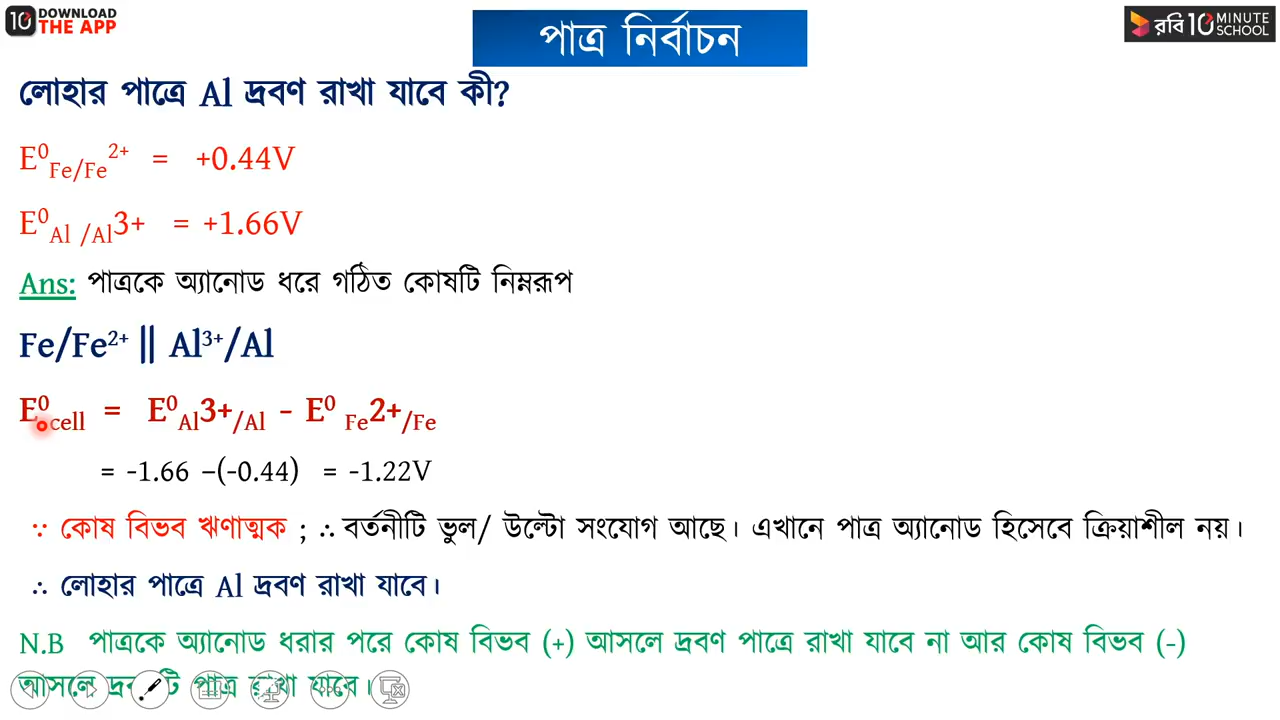 10 DOWNLOAD
THE APP
পাত্র নির্বাচন
রবি 10 MINUTE SCHOOL
লোহার পাত্রে Al দ্রবণ রাখা যাবে কী?
E⁰Fe/Fe²⁺ = +0.44V
E⁰Al /Al3+ = +1.66V
Ans: পাত্রকে অ্যানোড ধরে গঠিত কোষটি নিম্নরূপ
Fe/Fe²⁺ || Al³⁺/Al
E⁰cell = E⁰Al3+/Al - E⁰ Fe2+/Fe
= -1.66 –(-0.44) = -1.22V
∵ কোষ বিভব ঋণাত্মক ; ∴ বর্তনীটি ভুল/ উল্টো সংযোগ আছে। এখানে পাত্র অ্যানোড হিসেবে ক্রিয়াশীল নয়।
∴ লোহার পাত্রে Al দ্রবণ রাখা যাবে।
N.B পাত্রকে অ্যানোড ধরার পরে কোষ বিভব (+) আসলে দ্রবণ পাত্রে রাখা যাবে না আর কোষ বিভব (-)
আসলে পাত্র যাবে।